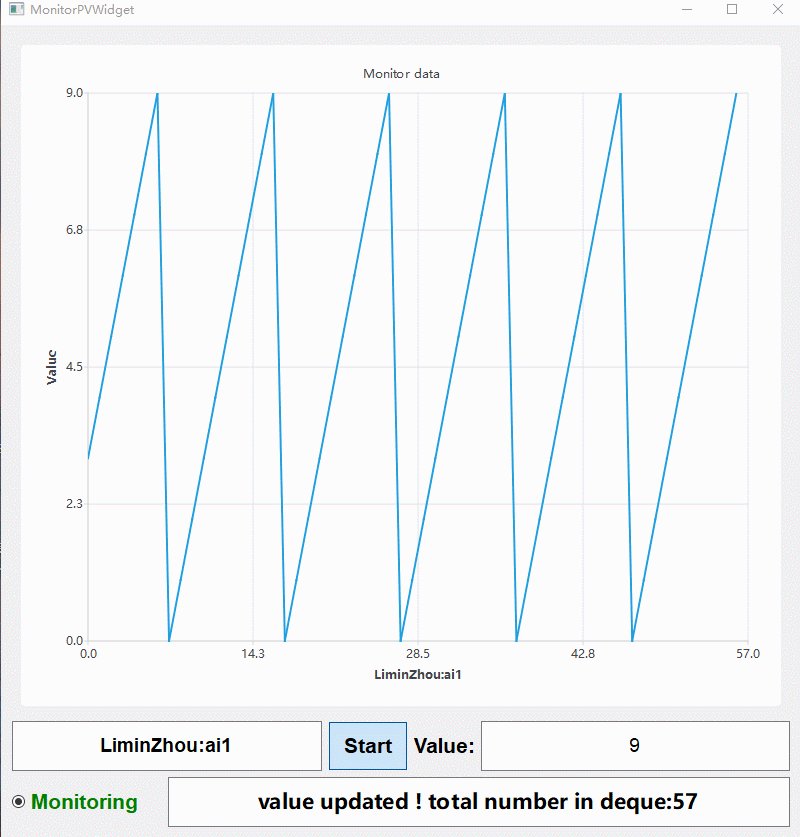 MonitorPVWidget
Monitor data
9.0
6.8
4.5
2.3
0.0
Value
0.0 14.3 28.5 42.8 57.0
LiminZhou:ai1
LiminZhou:ai1 Start Value: 9
Monitoring value updated ! total number in deque:57